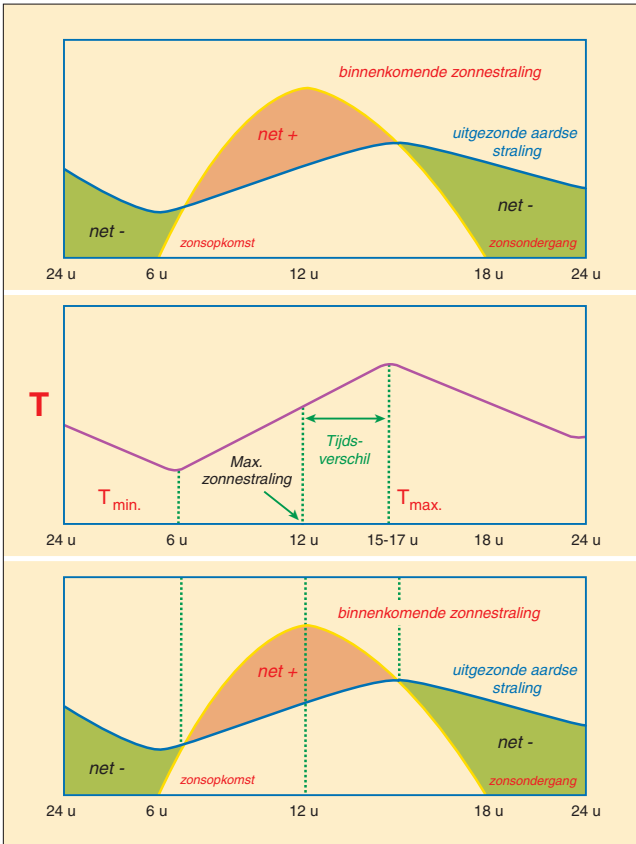 binnenkomende zonnestraling
net +
uitgezonde aardse
straling
net -
net -
zonsopkomst
zonsondergang
24 u 6 u 12 u 18 u 24 u
T
Tijds-
verschil
Max.
zonnestraling
T min.
T max.
24 u 6 u 12 u 15-17 u 18 u 24 u
binnenkomende zonnestraling
net +
uitgezonde aardse
straling
net -
net -
zonsopkomst
zonsondergang
24 u 6 u 12 u 18 u 24 u